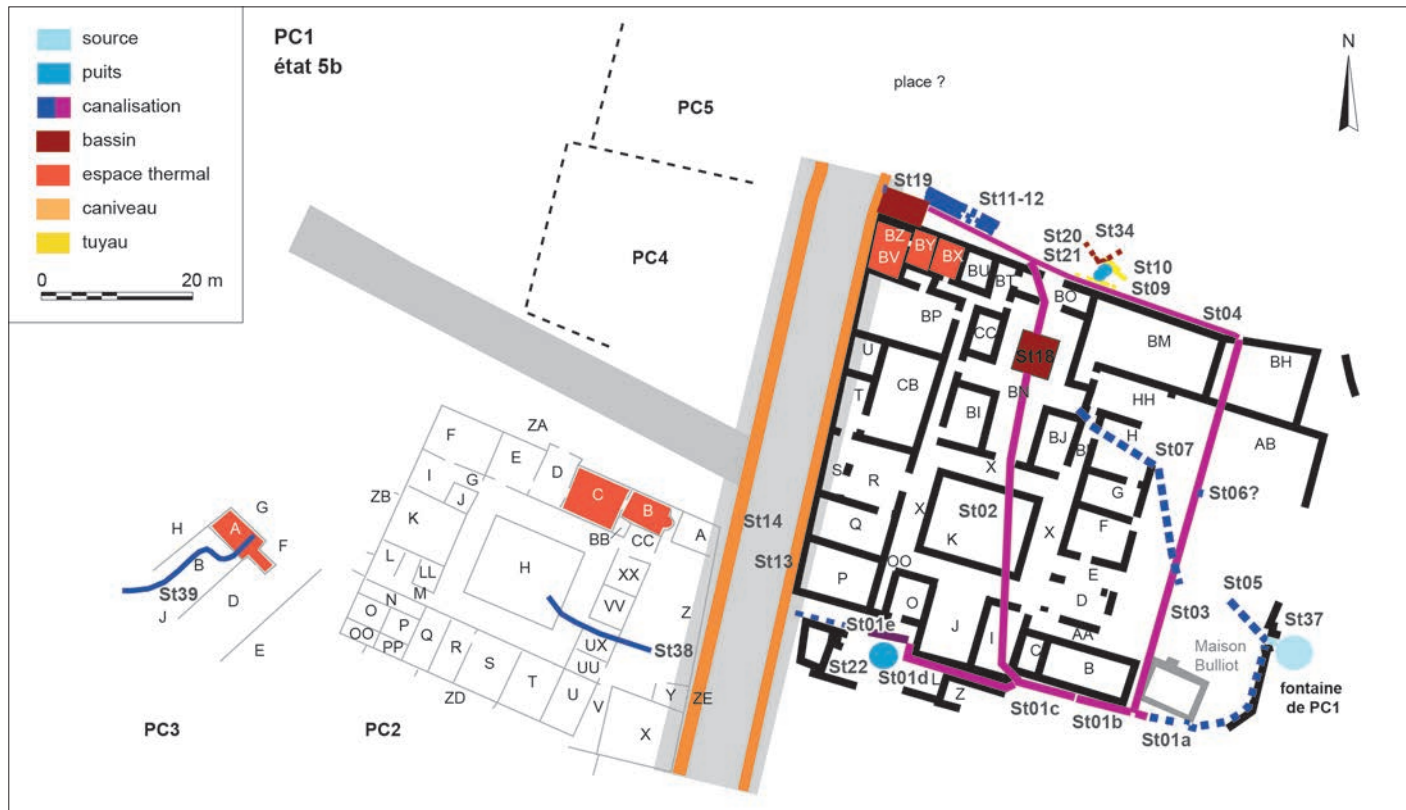 source
puits
canalisation
bassin
espace thermal
caniveau
tuyau
0 20 m
PC1
état 5b
PC5
place ?
N
PC4
St19
St11-12
St20
St34
St21
St10
St09
St04
BZ
BY
BV
BX
BU
BT
BO
BP
CC
St18
BM
BH
U
T
CB
BN
BI
BJ
HH
H
AB
St07
S
R
X
G
St06?
St02
X
X
F
Q
K
P
OO
E
D
St03
St05
St37
St01e
O
J
I
AA
C
B
Maison
Bulliot
St22
St01d
L
Z
St01c
St01b
St01a
fontaine
de PC1
St14
St13
ZA
F
E
D
I
G
J
C
B
ZB
K
BB
CC
A
L
LL
M
H
XX
VV
Z
N
O
P
OO
PP
Q
R
S
T
U
UX
UU
St38
V
Y
ZE
X
ZD
PC2
H
A
G
F
B
St39
J
D
E
PC3